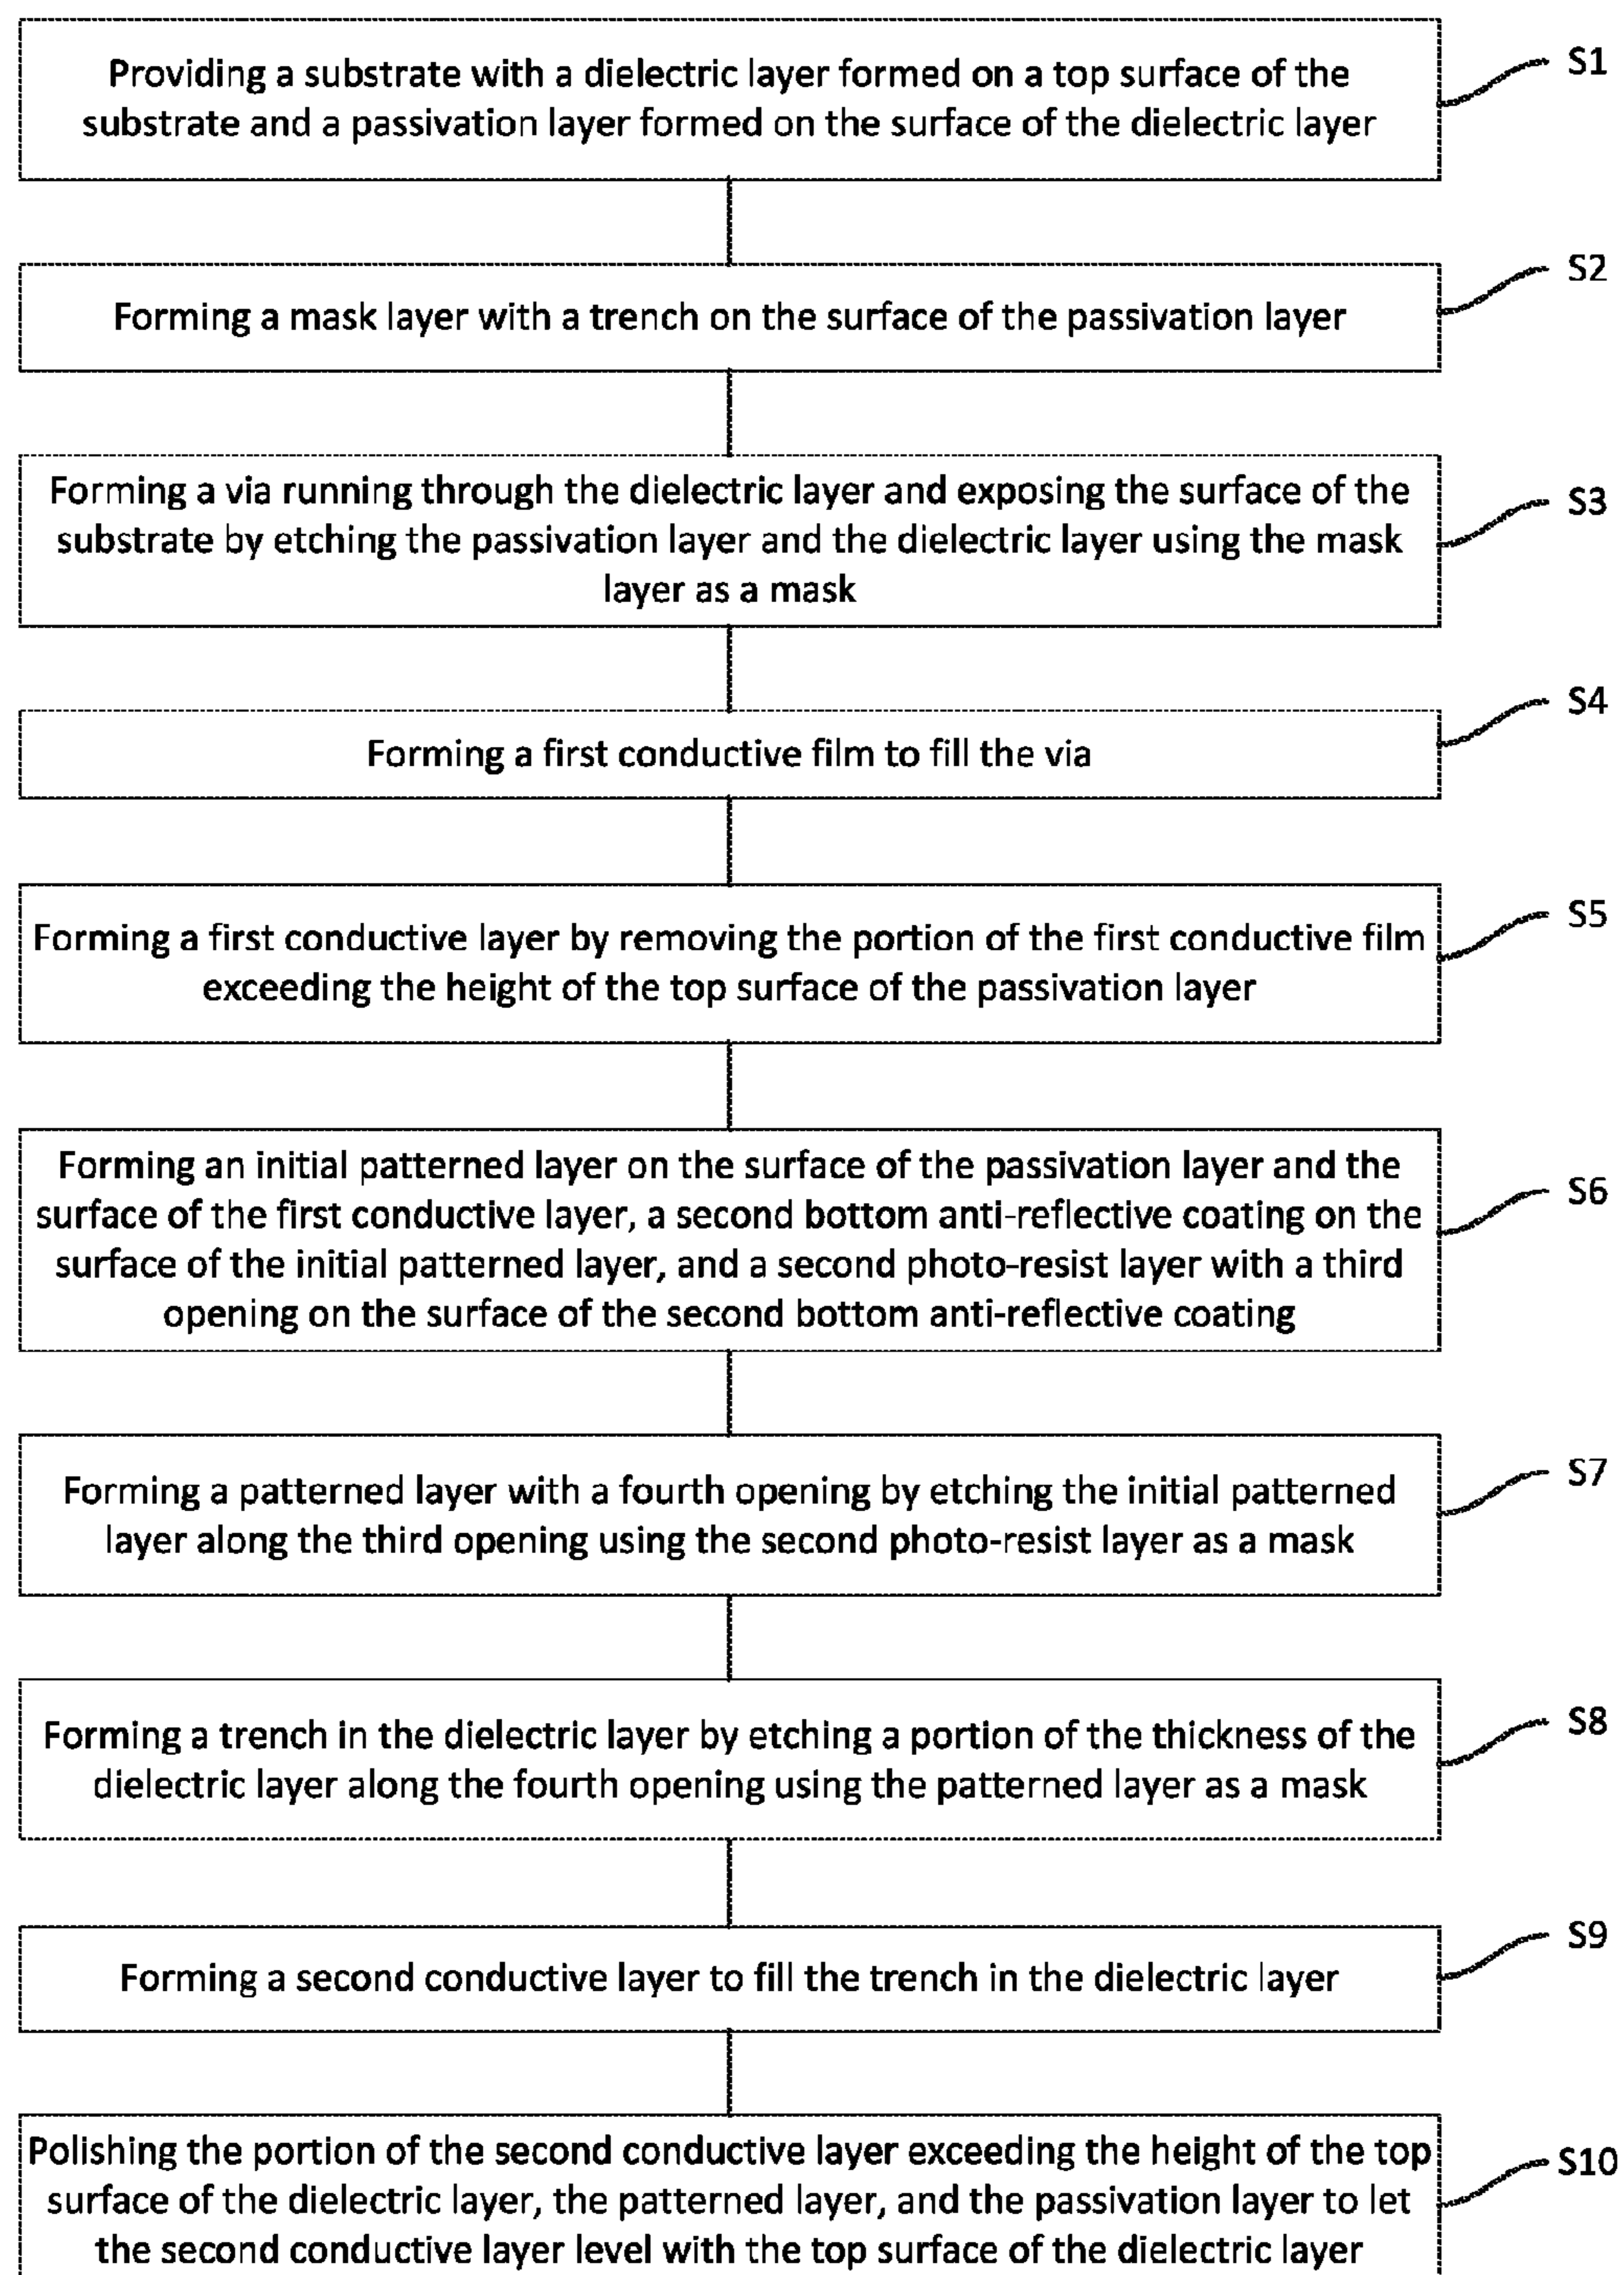 Providing a substrate with a dielectric layer formed on a top surface of the
substrate and a passivation layer formed on the surface of the dielectric layer
S1
Forming a mask layer with a trench on the surface of the passivation layer
S2
Forming a via running through the dielectric layer and exposing the surface of the
substrate by etching the passivation layer and the dielectric layer using the mask
layer as a mask
S3
Forming a first conductive film to fill the via
S4
Forming a first conductive layer by removing the portion of the first conductive film
exceeding the height of the top surface of the passivation layer
S5
Forming an initial patterned layer on the surface of the passivation layer and the
surface of the first conductive layer, a second bottom anti-reflective coating on the
surface of the initial patterned layer, and a second photo-resist layer with a third
opening on the surface of the second bottom anti-reflective coating
S6
Forming a patterned layer with a fourth opening by etching the initial patterned
layer along the third opening using the second photo-resist layer as a mask
S7
Forming a trench in the dielectric layer by etching a portion of the thickness of the
dielectric layer along the fourth opening using the patterned layer as a mask
S8
Forming a second conductive layer to fill the trench in the dielectric layer
S9
Polishing the portion of the second conductive layer exceeding the height of the top
surface of the dielectric layer, the patterned layer, and the passivation layer to let
the second conductive layer level with the top surface of the dielectric layer
S10